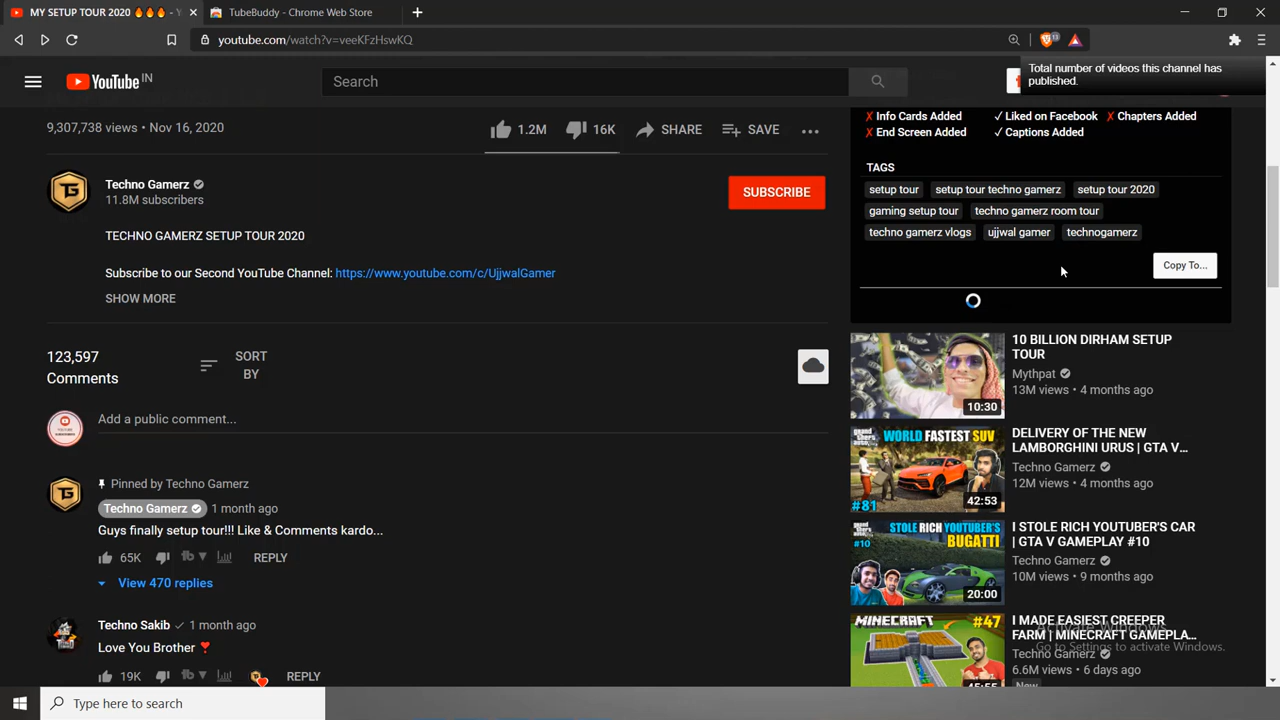 MY SETUP TOUR 2020 🔥🔥🔥 - Y
TubeBuddy - Chrome Web Store
youtube.com/watch?v=veeKFzHswKQ
13
YouTube IN
Search
Total number of videos this channel has
published.
9,307,738 views • Nov 16, 2020
1.2M
16K
SHARE
SAVE
✗ Info Cards Added ✓ Liked on Facebook ✗ Chapters Added
✗ End Screen Added ✓ Captions Added
TG
Techno Gamerz
11.8M subscribers
SUBSCRIBE
TAGS
setup tour setup tour techno gamerz setup tour 2020
gaming setup tour techno gamerz room tour
techno gamerz vlogs ujjwal gamer technogamerz
Copy To...
TECHNO GAMERZ SETUP TOUR 2020
Subscribe to our Second YouTube Channel: https://www.youtube.com/c/UjjwalGamer
SHOW MORE
123,597
Comments
SORT
BY
Add a public comment...
Pinned by Techno Gamerz
TG
Techno Gamerz 1 month ago
Guys finally setup tour!!! Like & Comments kardo...
65K REPLY
View 470 replies
Techno Sakib ✓ 1 month ago
Love You Brother ❣
19K REPLY
10:30
10 BILLION DIRHAM SETUP
TOUR
Mythpat
13M views • 4 months ago
WORLD FASTEST SUV
#81
42:53
DELIVERY OF THE NEW
LAMBORGHINI URUS | GTA V...
Techno Gamerz
12M views • 4 months ago
STOLE RICH YOUTUBER'S
BUGATTI
#10
20:00
I STOLE RICH YOUTUBER'S CAR
| GTA V GAMEPLAY #10
Techno Gamerz
10M views • 9 months ago
MINECRAFT #47
45:55
I MADE EASIEST CREEPER
FARM | MINECRAFT GAMEPLA...
Techno Gamerz
6.6M views • 6 days ago
New
Activate Windows
Go to Settings to activate Windows.
Type here to search